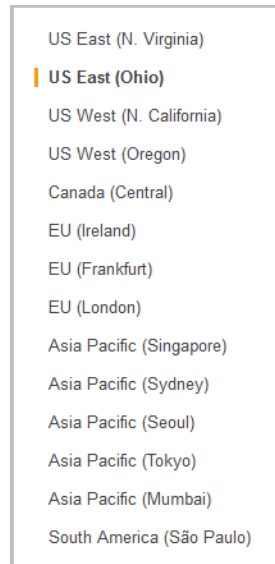 US East (N. Virginia)
US East (Ohio)
US West (N. California)
US West (Oregon)
Canada (Central)
EU (Ireland)
EU (Frankfurt)
EU (London)
Asia Pacific (Singapore)
Asia Pacific (Sydney)
Asia Pacific (Seoul)
Asia Pacific (Tokyo)
Asia Pacific (Mumbai)
South America (São Paulo)